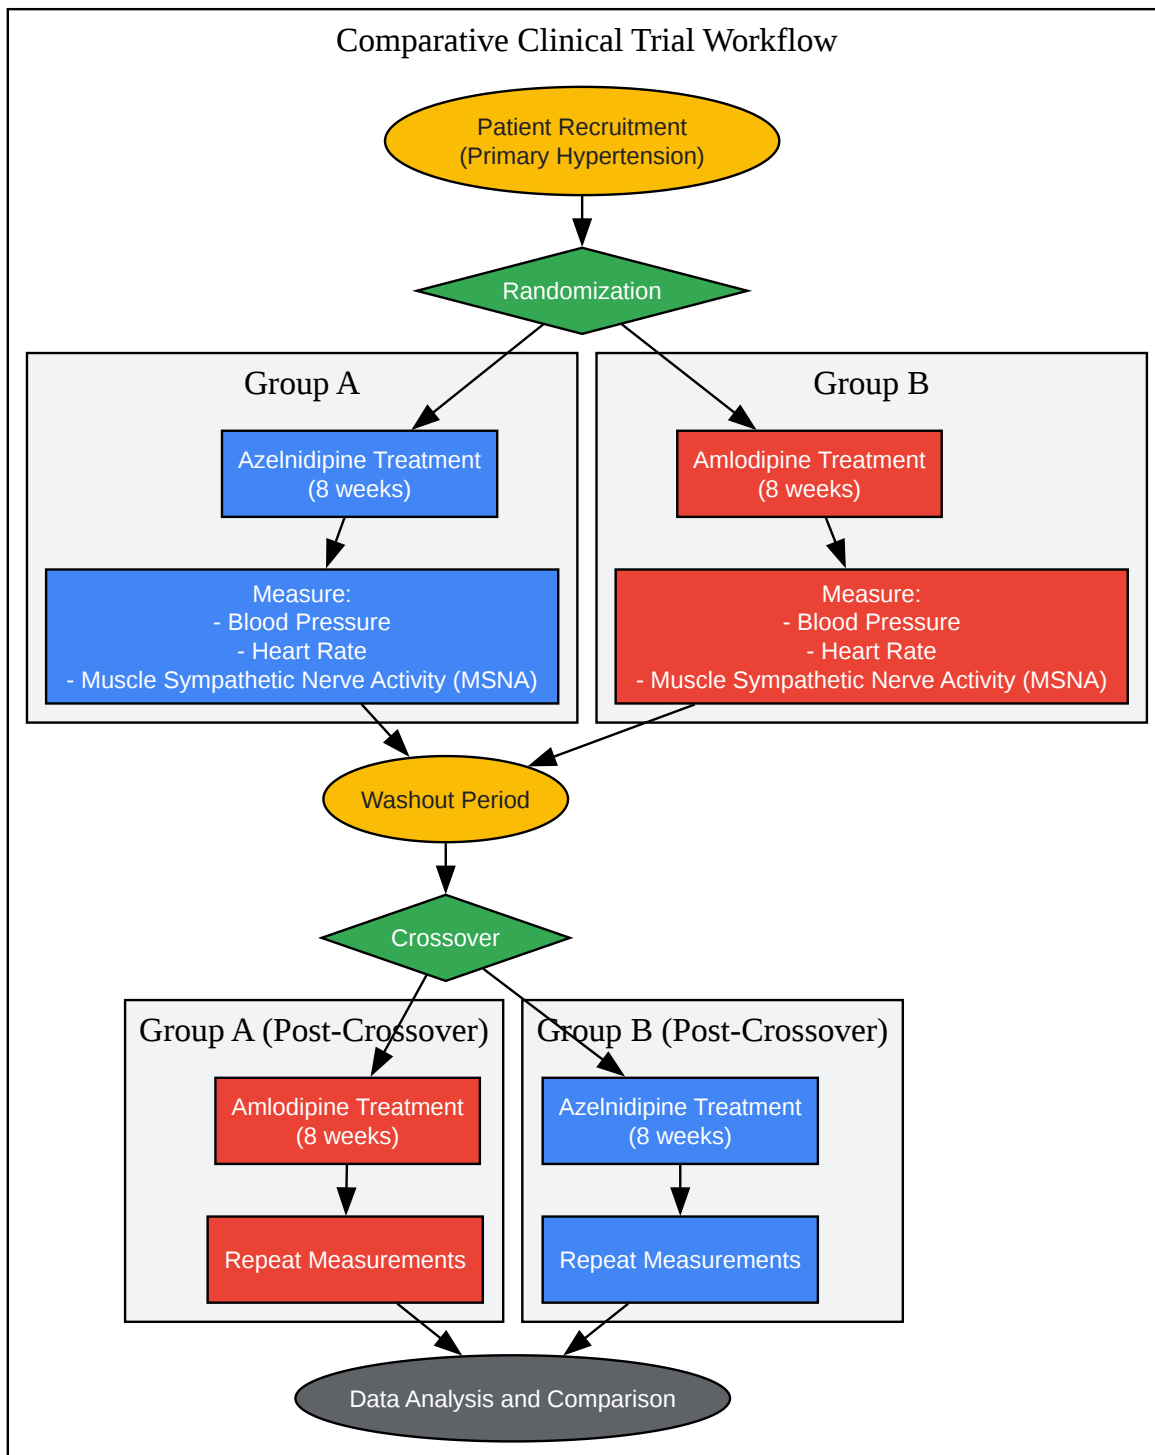 Comparative Clinical Trial Workflow
Patient Recruitment
(Primary Hypertension)
Randomization
Group A
Azelnidipine Treatment
(8 weeks)
Measure:
- Blood Pressure
- Heart Rate
- Muscle Sympathetic Nerve Activity (MSNA)
Group B
Amlodipine Treatment
(8 weeks)
Measure:
- Blood Pressure
- Heart Rate
- Muscle Sympathetic Nerve Activity (MSNA)
Washout Period
Crossover
Group A (Post-Crossover)
Amlodipine Treatment
(8 weeks)
Repeat Measurements
Group B (Post-Crossover)
Azelnidipine Treatment
(8 weeks)
Repeat Measurements
Data Analysis and Comparison